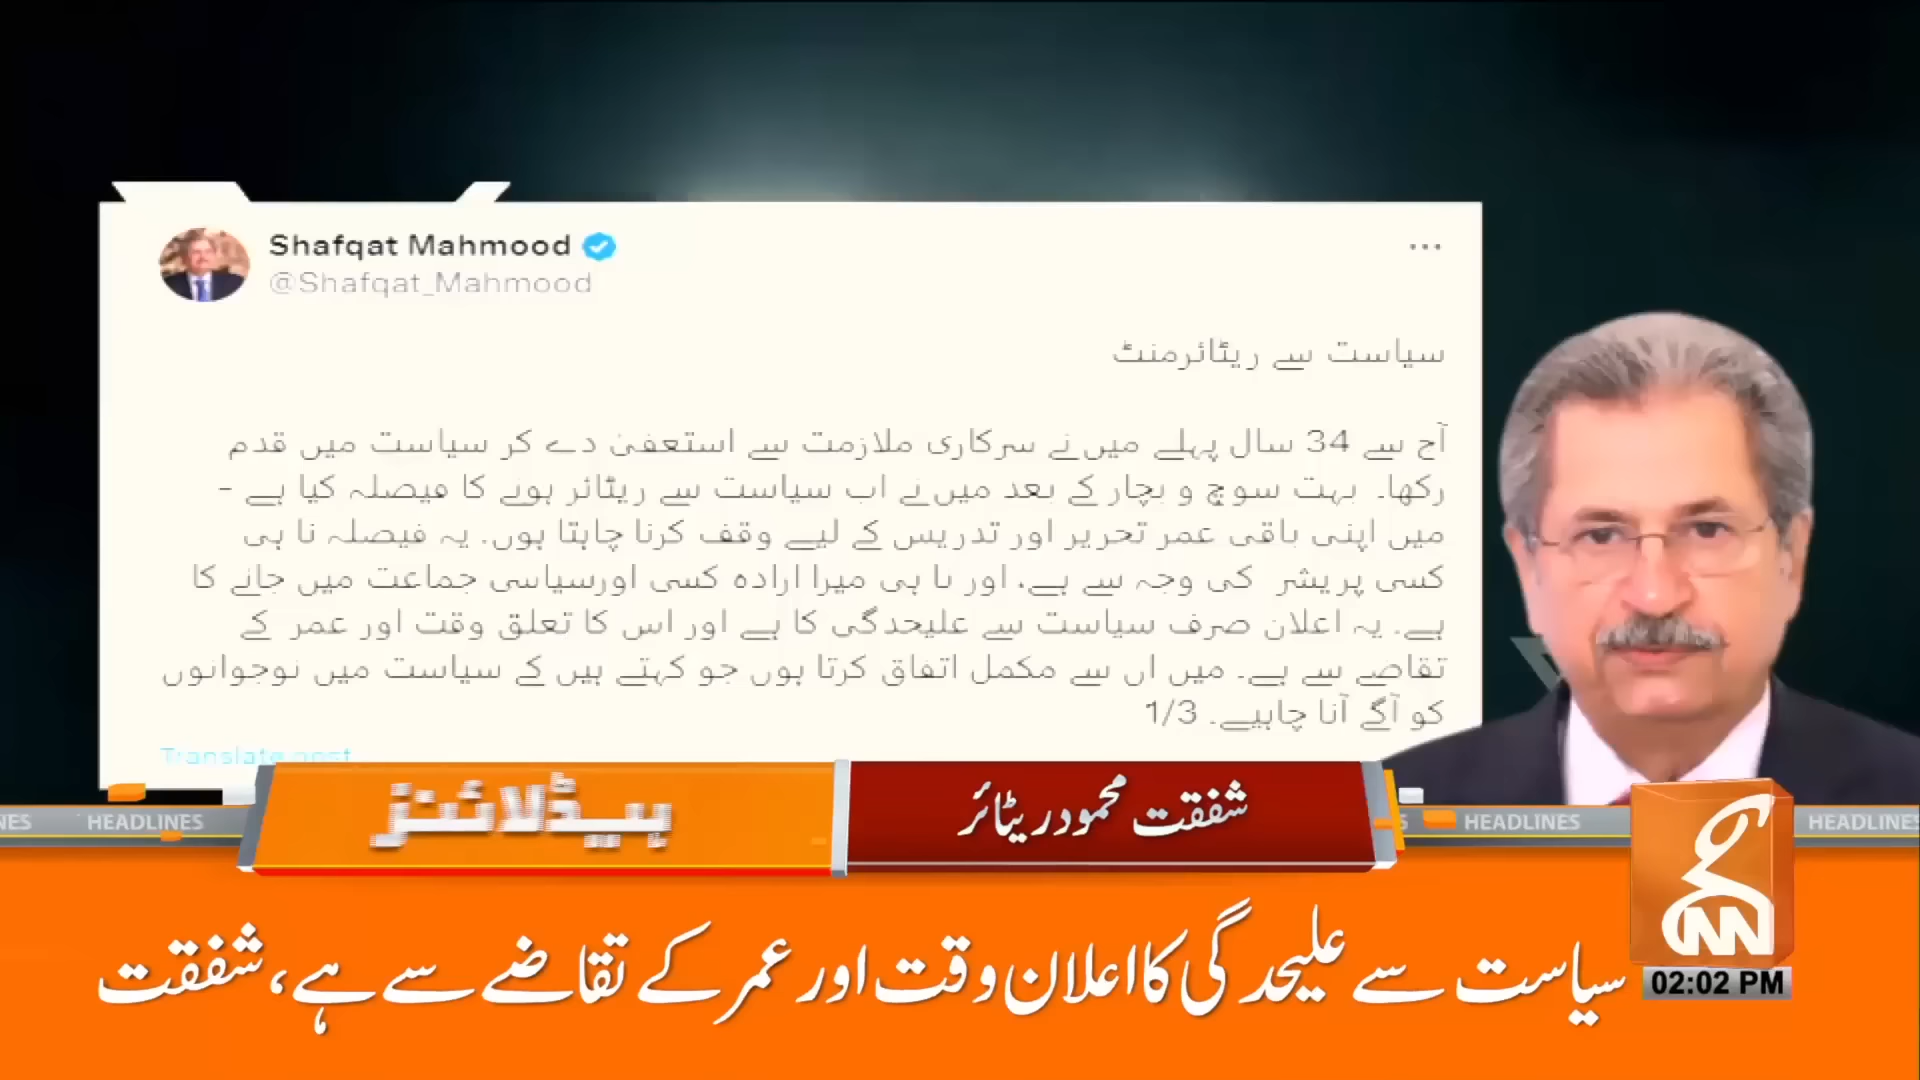 Shafqat Mahmood
@Shafqat_Mahmood
سیاست سے ریٹائرمنٹ
آج سے 34 سال پہلے میں نے سرکاری ملازمت سے استعفیٰ دے کر سیاست میں قدم
رکھا۔ بہت سوچ و بچار کے بعد میں نے اب سیاست سے ریٹائر ہونے کا فیصلہ کیا ہے -
میں اپنی باقی عمر تحریر اور تدریس کے لیے وقف کرنا چاہتا ہوں۔ یہ فیصلہ نا ہی
کسی پریشر کی وجہ سے ہے، اور نا ہی میرا ارادہ کسی اورسیاسی جماعت میں جانے کا
ہے۔ یہ اعلان صرف سیاست سے علیحدگی کا ہے اور اس کا تعلق وقت اور عمر کے
تقاصے سے ہے۔ میں اں سے مکمل اتفاق کرتا ہوں جو کہتے ہیں کے سیاست میں نوجوانوں
کو آگے آنا چاہیے۔ 1/3
Translate post
ہیڈلائنز
شفقت محمود ریٹائر
NES HEADLINES
S HEADLINES
HEADLINES
GNN
سیاست سے علیحدگی کا اعلان وقت اور عمر کے تقاضے سے ہے، شفقت
02:02 PM